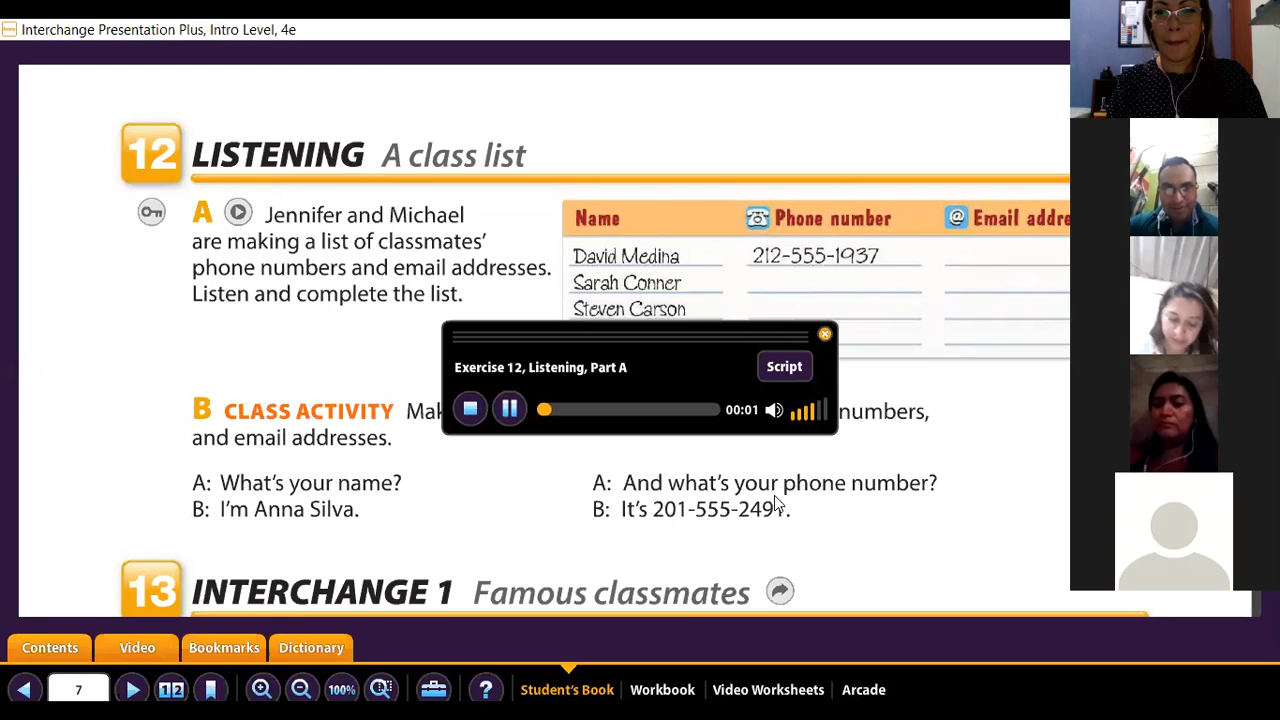 Interchange Presentation Plus, Intro Level, 4e
12 LISTENING A class list
A Jennifer and Michael
are making a list of classmates'
phone numbers and email addresses.
Listen and complete the list.
Name Phone number @ Email addre
David Medina 212-555-1937
Sarah Conner
Steven Carson
Exercise 12, Listening, Part A Script
00:01
B CLASS ACTIVITY numbers,
and email addresses.
A: What's your name?
B: I'm Anna Silva.
A: And what's your phone number?
B: It's 201-555-2491.
13 INTERCHANGE 1 Famous classmates
Contents Video Bookmarks Dictionary
7 12 100% ? Student's Book Workbook Video Worksheets Arcade